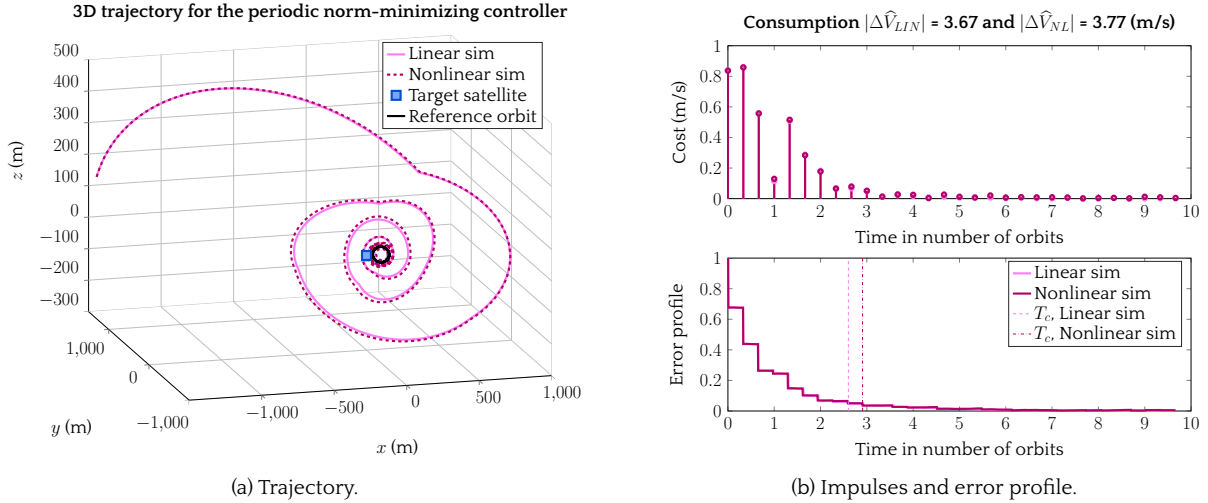 3D trajectory for the periodic norm-minimizing controller
500
400
300
200
100
0
−100
−200
−300
z (m)
Linear sim
Nonlinear sim
Target satellite
Reference orbit
1,000
0
−1,000
y (m)
−1,000
−500
0
500
1,000
x (m)
(a) Trajectory.
Consumption |ΔV̂_LIN| = 3.67 and |ΔV̂_NL| = 3.77 (m/s)
1
0.8
0.6
0.4
0.2
0
Cost (m/s)
0 1 2 3 4 5 6 7 8 9 10
Time in number of orbits
1
0.8
0.6
0.4
0.2
0
Error profile
Linear sim
Nonlinear sim
T_c, Linear sim
T_c, Nonlinear sim
0 1 2 3 4 5 6 7 8 9 10
Time in number of orbits
(b) Impulses and error profile.